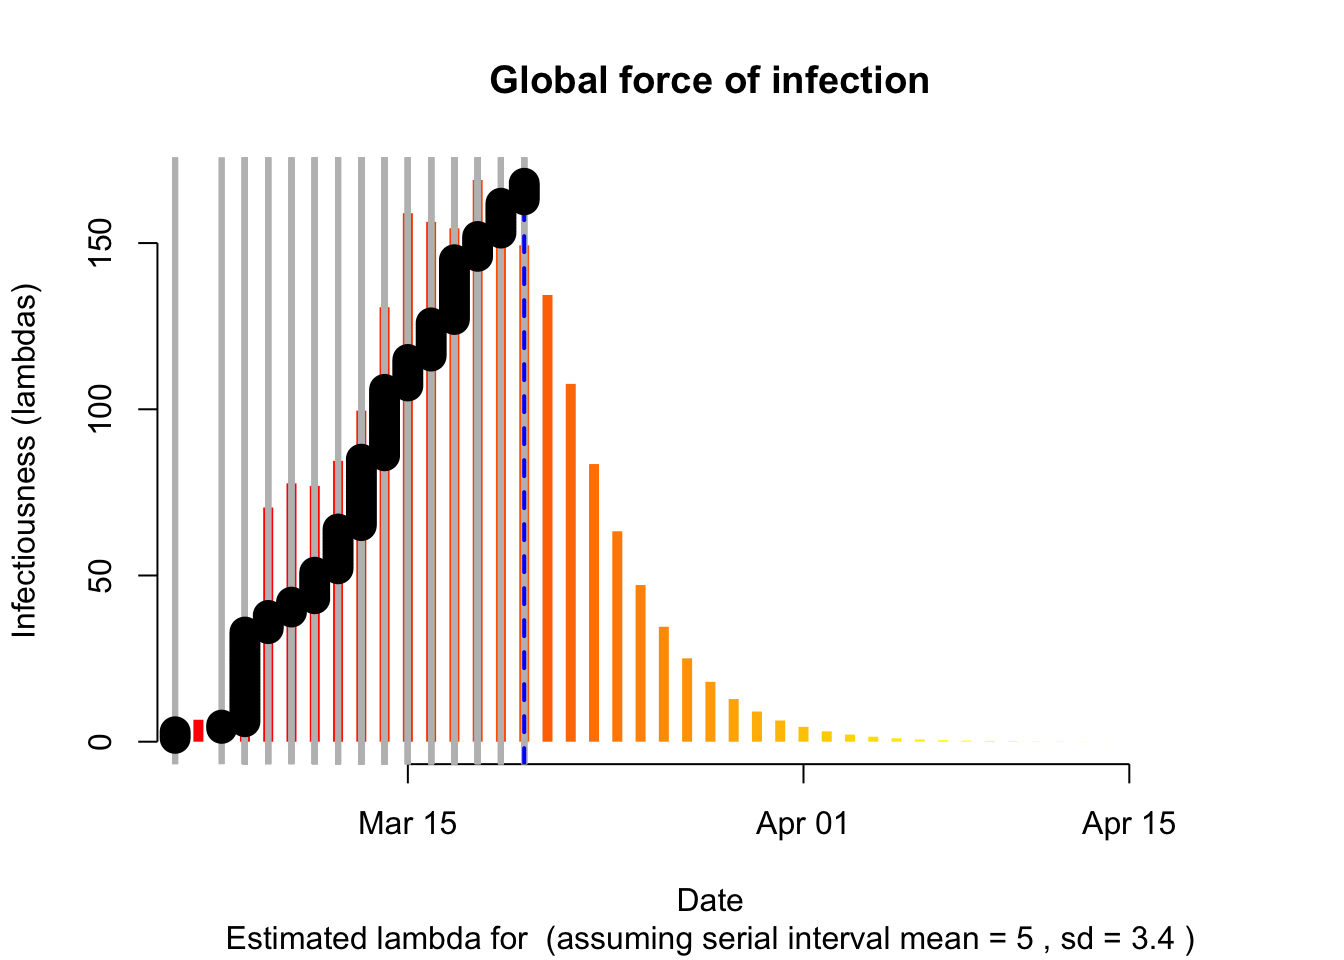 Global force of infection
Infectiousness (lambdas)
150
100
50
0
Mar 15
Apr 01
Apr 15
Date
Estimated lambda for  (assuming serial interval mean = 5 , sd = 3.4 )